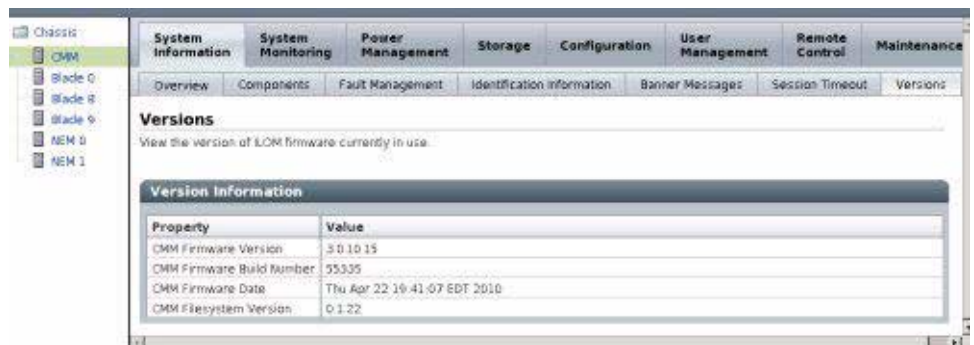 Chassis
CMM
Blade 0
Blade 8
Blade 9
NEM 0
NEM 1
System Information
System Monitoring
Power Management
Storage
Configuration
User Management
Remote Control
Maintenance
Overview
Components
Fault Management
Identification Information
Banner Messages
Session Timeout
Versions
Versions
View the version of ILOM firmware currently in use.
Version Information
Property Value
CMM Firmware Version 3.0.10.15
CMM Firmware Build Number 55335
CMM Firmware Date Thu Apr 22 19:41:07 EDT 2010
CMM Filesystem Version 0.1.22